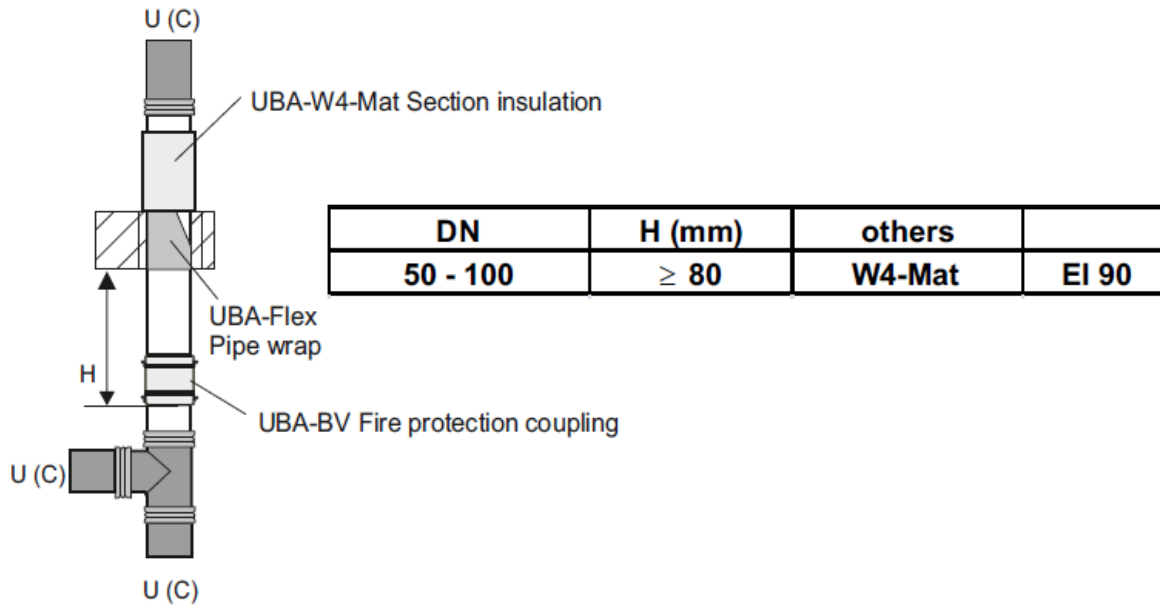 U (C)
UBA-W4-Mat Section insulation
DN H (mm) others
50 - 100 ≥ 80 W4-Mat EI 90
UBA-Flex
Pipe wrap
H
UBA-BV Fire protection coupling
U (C)
U (C)